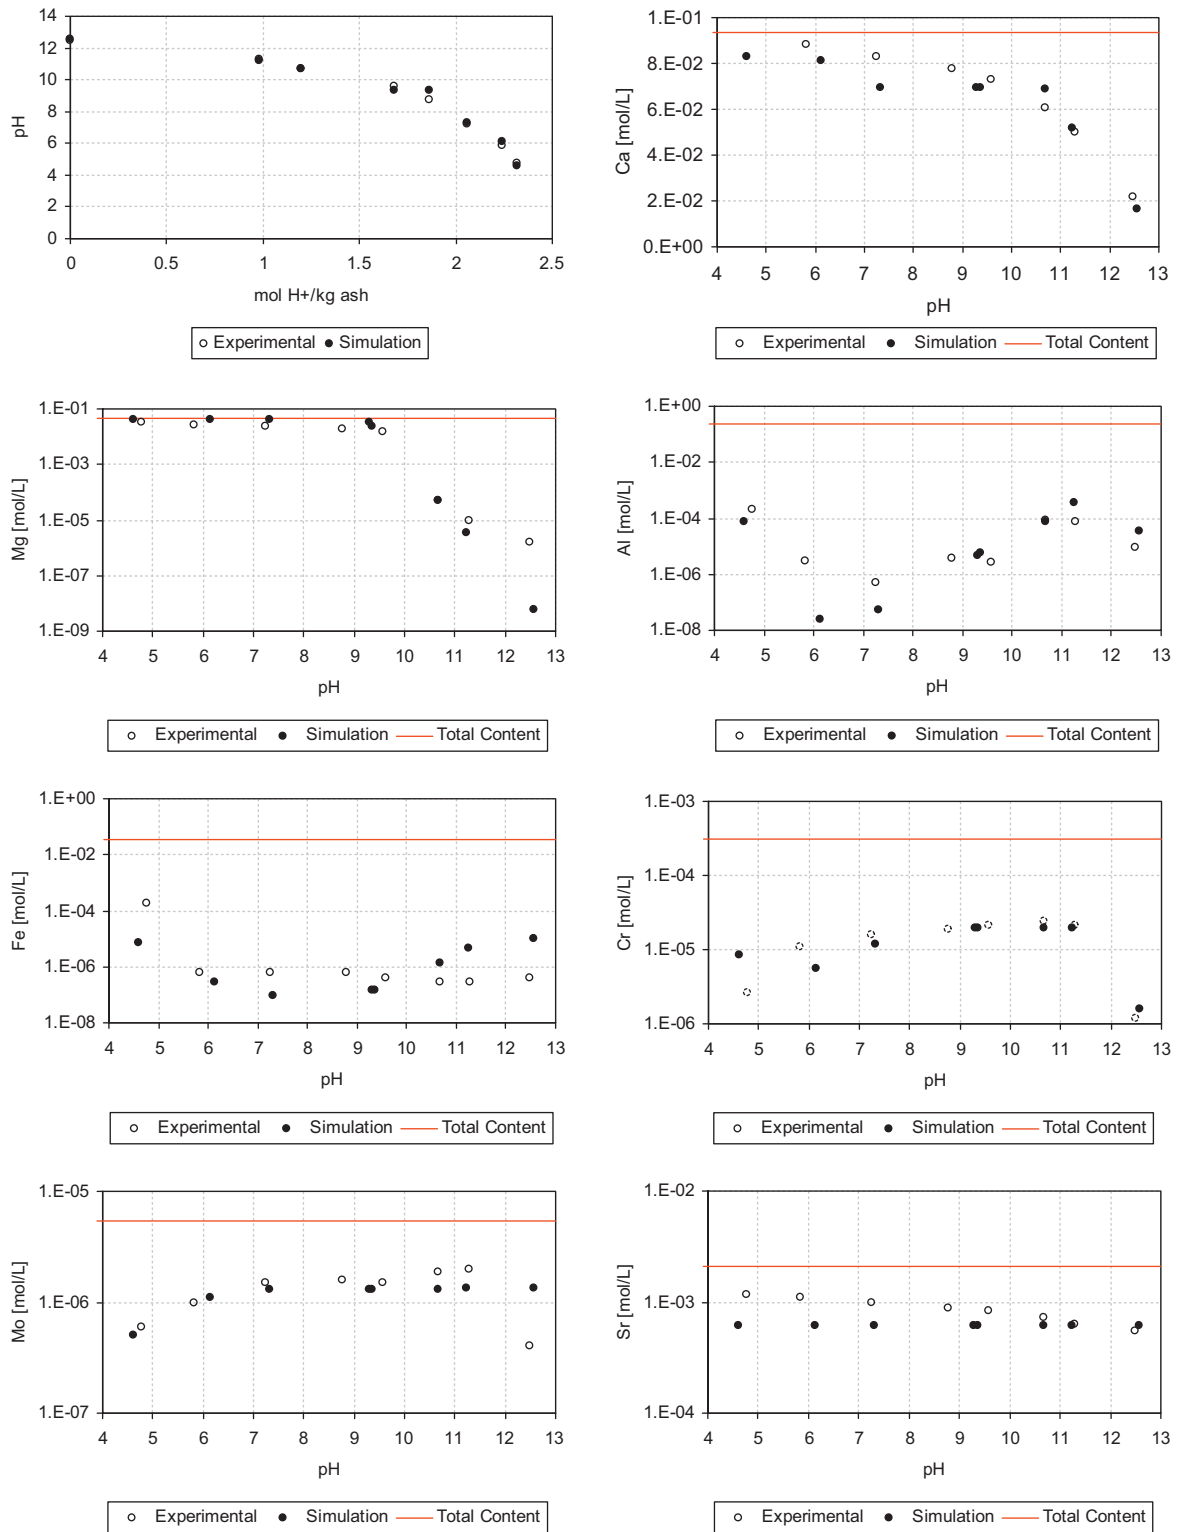 pH
14
12
10
8
6
4
2
0
0 0.5 1 1.5 2 2.5
mol H+/kg ash
Experimental Simulation
Ca [mol/L]
1.E-01
8.E-02
6.E-02
4.E-02
2.E-02
0.E+00
4 5 6 7 8 9 10 11 12 13
pH
Experimental Simulation Total Content
Mg [mol/L]
1.E-01
1.E-03
1.E-05
1.E-07
1.E-09
4 5 6 7 8 9 10 11 12 13
pH
Experimental Simulation Total Content
Al [mol/L]
1.E+00
1.E-02
1.E-04
1.E-06
1.E-08
4 5 6 7 8 9 10 11 12 13
pH
Experimental Simulation Total Content
Fe [mol/L]
1.E+00
1.E-02
1.E-04
1.E-06
1.E-08
4 5 6 7 8 9 10 11 12 13
pH
Experimental Simulation Total Content
Cr [mol/L]
1.E-03
1.E-04
1.E-05
1.E-06
4 5 6 7 8 9 10 11 12 13
pH
Experimental Simulation Total Content
Mo [mol/L]
1.E-05
1.E-06
1.E-07
4 5 6 7 8 9 10 11 12 13
pH
Experimental Simulation Total Content
Sr [mol/L]
1.E-02
1.E-03
1.E-04
4 5 6 7 8 9 10 11 12 13
pH
Experimental Simulation Total Content